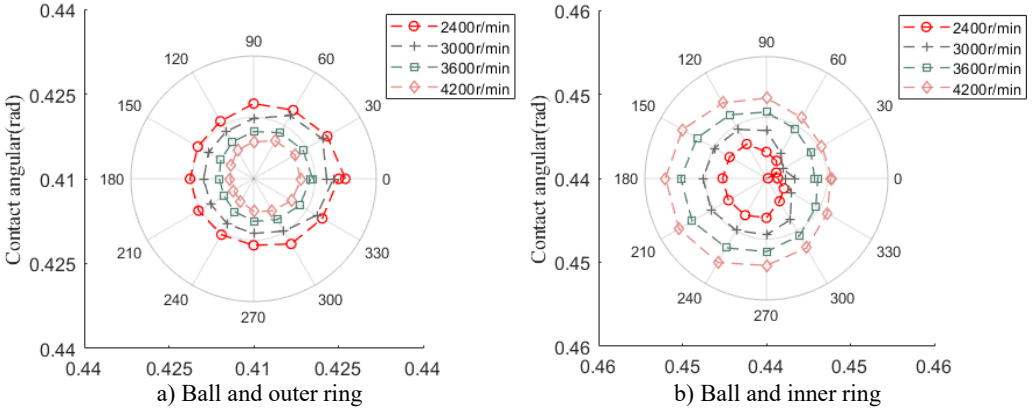 0.44
0.425
0.41
0.425
0.44
0.44 0.425 0.41 0.425 0.44
Contact angular(rad)
90
60
30
0
330
300
270
240
210
180
150
120
2400r/min
3000r/min
3600r/min
4200r/min
a) Ball and outer ring
0.46
0.45
0.44
0.45
0.46
0.46 0.45 0.44 0.45 0.46
Contact angular(rad)
90
60
30
0
330
300
270
240
210
180
150
120
2400r/min
3000r/min
3600r/min
4200r/min
b) Ball and inner ring